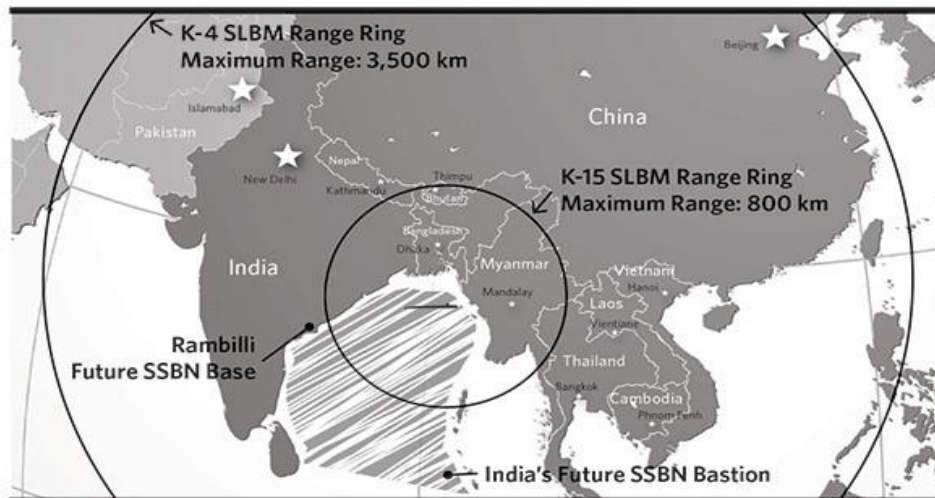 K-4 SLBM Range Ring
Maximum Range: 3,500 km
Beijing
Islamabad
Pakistan
China
Nepal
New Delhi
Kathmandu
Thimpu
Bhutan
K-15 SLBM Range Ring
Maximum Range: 800 km
Bangladesh
Dhaka
India
Myanmar
Vietnam
Hanoi
Mandalay
Laos
Rambilli
Future SSBN Base
Vientiane
Thailand
Bangkok
Cambodia
Phnom Penh
India's Future SSBN Bastion